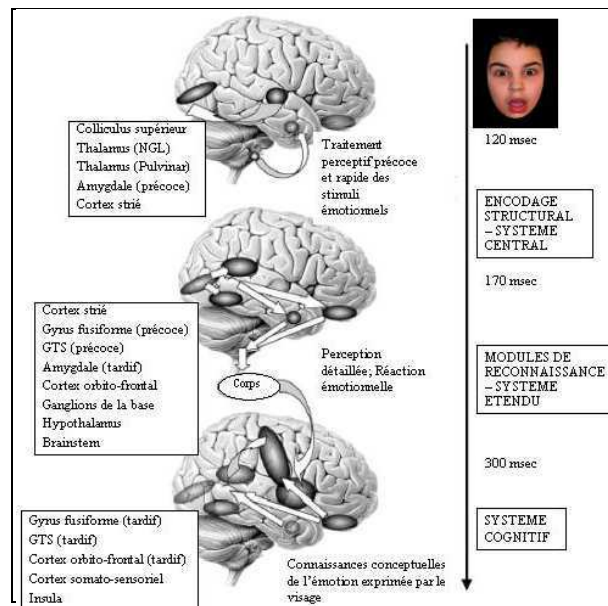 120 msec
Colliculus supérieur
Thalamus (NGL)
Thalamus (Pulvinar)
Amygdale (précoce)
Cortex strié
Traitement
perceptif précoce
et rapide des
stimuli
émotionnels
ENCODAGE
STRUCTURAL
– SYSTEME
CENTRAL
170 msec
Cortex strié
Gyrus fusiforme (précoce)
GTS (précoce)
Amygdale (tardif)
Cortex orbito-frontal
Ganglions de la base
Hypothalamus
Brainstem
Corps
Perception
détaillée; Réaction
émotionnelle
MODULES DE
RECONNAISSANCE
– SYSTEME
ETENDU
300 msec
Gyrus fusiforme (tardif)
GTS (tardif)
Cortex orbito-frontal (tardif)
Cortex somato-sensoriel
Insula
Connaissances conceptuelles
de l'émotion exprimée par le
visage
SYSTEME
COGNITIF